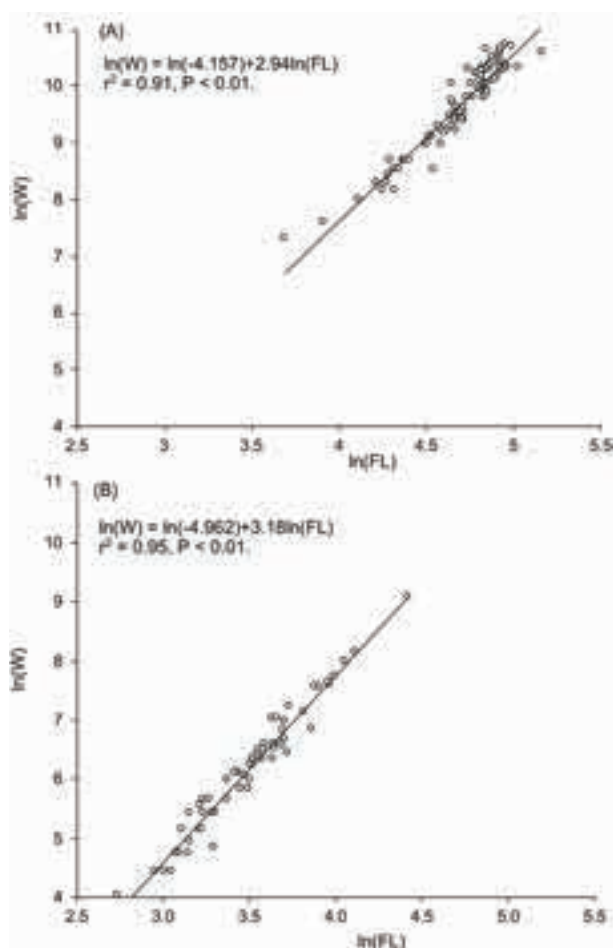 (A)
ln(W) = ln(-4.157)+2.94ln(FL)
r² = 0.91, P < 0.01.
11
10
9
8
7
6
5
4
ln(W)
2.5 3.0 3.5 4.0 4.5 5 5.5
ln(FL)
(B)
ln(W) = ln(-4.962)+3.18ln(FL)
r² = 0.95, P < 0.01.
11
10
9
8
7
6
5
4
ln(W)
2.5 3.0 3.5 4.0 4.5 5.0 5.5
ln(FL)